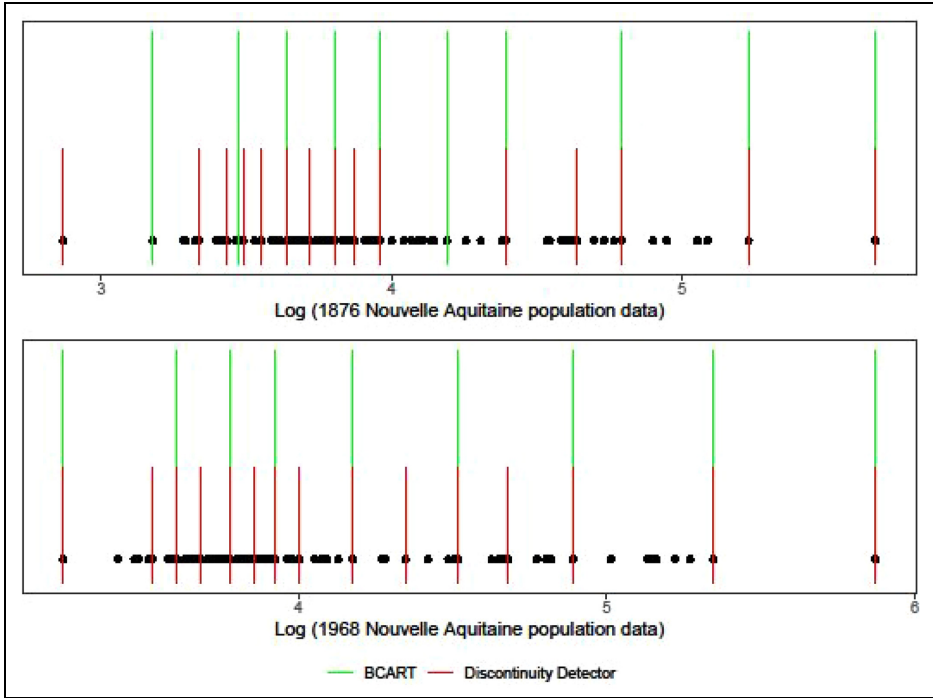 3 4 5
Log (1876 Nouvelle Aquitaine population data)
4 5 6
Log (1968 Nouvelle Aquitaine population data)
BCART Discontinuity Detector